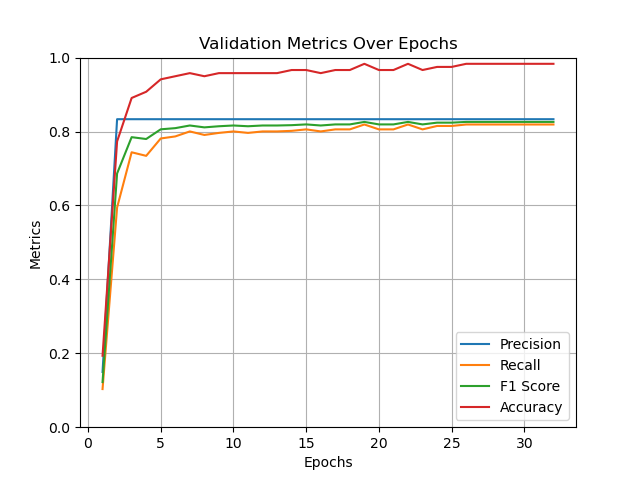 Validation Metrics Over Epochs
1.0
0.8
0.6
0.4
0.2
0.0
Metrics
Precision
Recall
F1 Score
Accuracy
0 5 10 15 20 25 30
Epochs